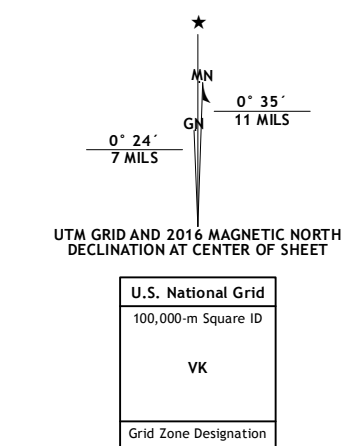 ★
MN
0° 35´
11 MILS
GN
0° 24´
7 MILS
UTM GRID AND 2016 MAGNETIC NORTH
DECLINATION AT CENTER OF SHEET
U.S. National Grid
100,000-m Square ID
VK
Grid Zone Designation